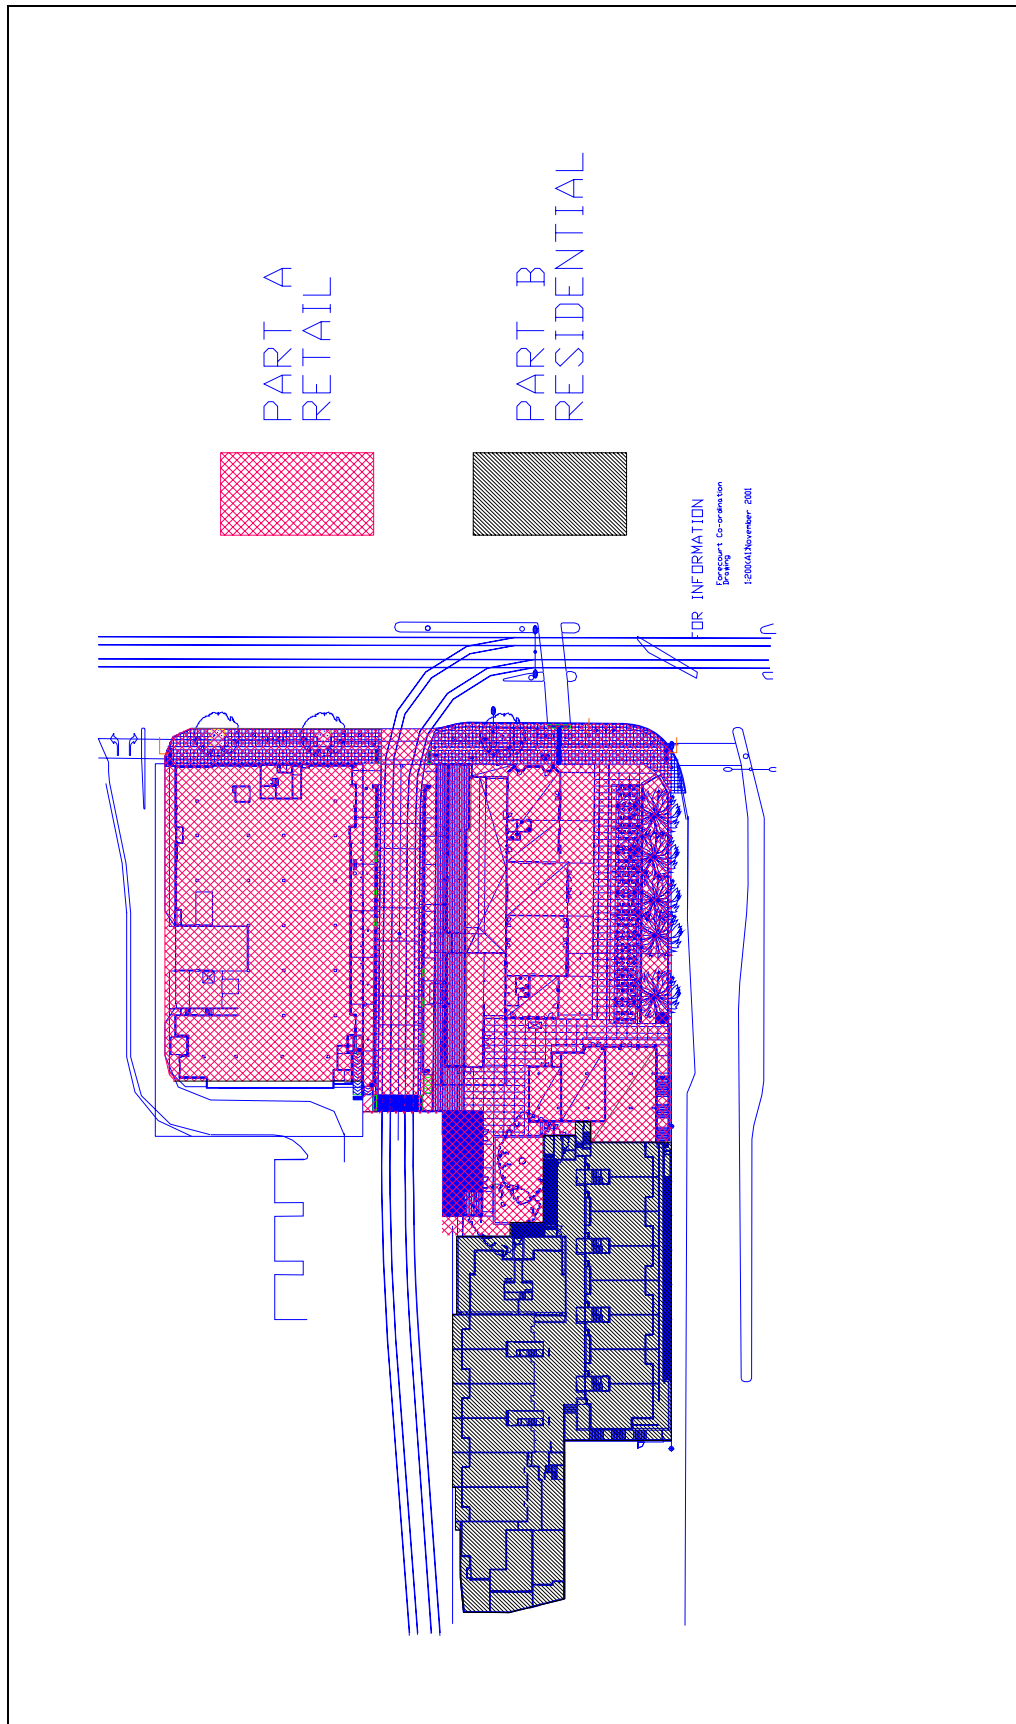 PART A
RETAIL
PART B
RESIDENTIAL
FOR INFORMATION
Forecourt Co-ordination
Drawing
1:200(A1)November 2001